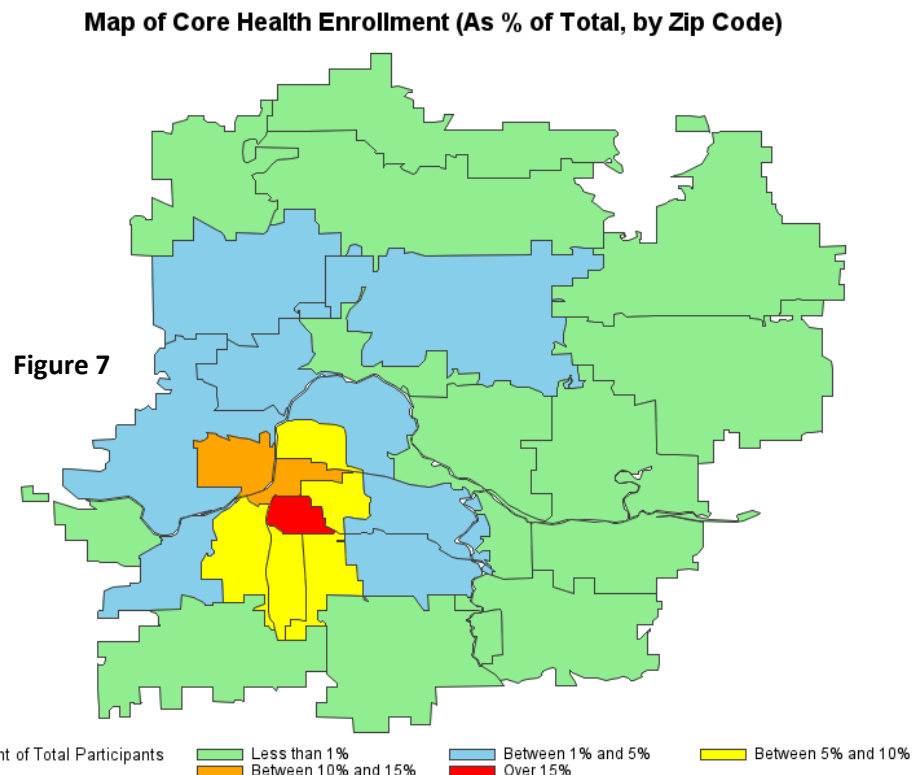 Map of Core Health Enrollment (As % of Total, by Zip Code)
Figure 7
nt of Total Participants
Less than 1%
Between 1% and 5%
Between 5% and 10%
Between 10% and 15%
Over 15%